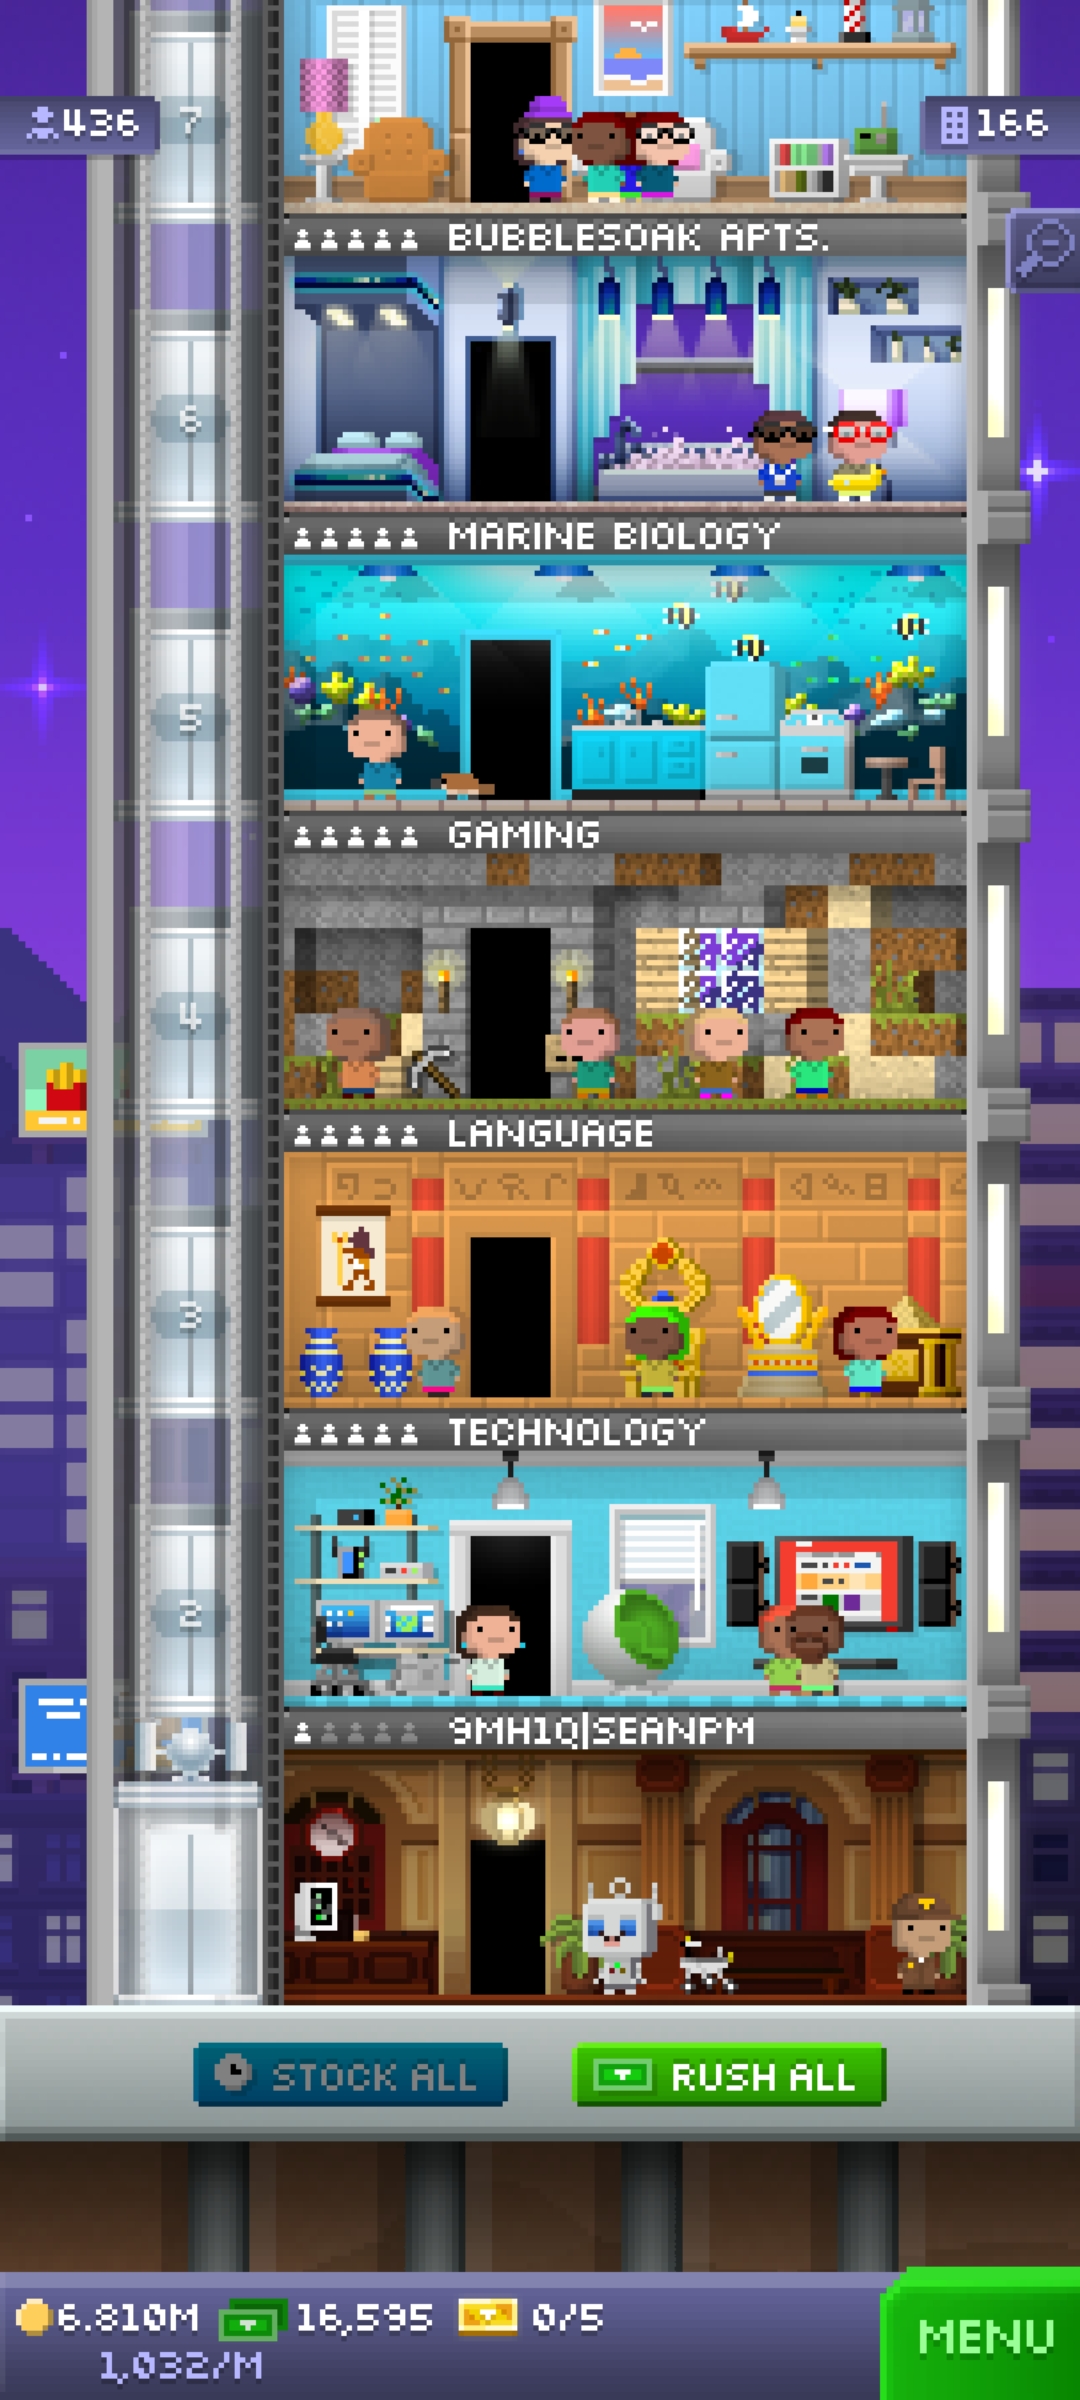 7
436
166
BUBBLESOAK APTS.
6
MARINE BIOLOGY
5
GAMING
4
LANGUAGE
3
TECHNOLOGY
2
9MH1Q|SEANPM
STOCK ALL
RUSH ALL
6.810M
16,595
0/5
1,032/M
MENU